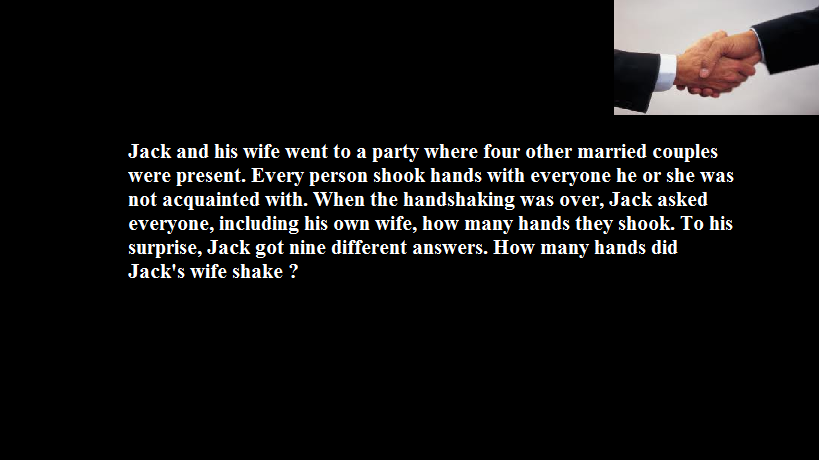 Jack and his wife went to a party where four other married couples
were present. Every person shook hands with everyone he or she was
not acquainted with. When the handshaking was over, Jack asked
everyone, including his own wife, how many hands they shook. To his
surprise, Jack got nine different answers. How many hands did
Jack's wife shake ?